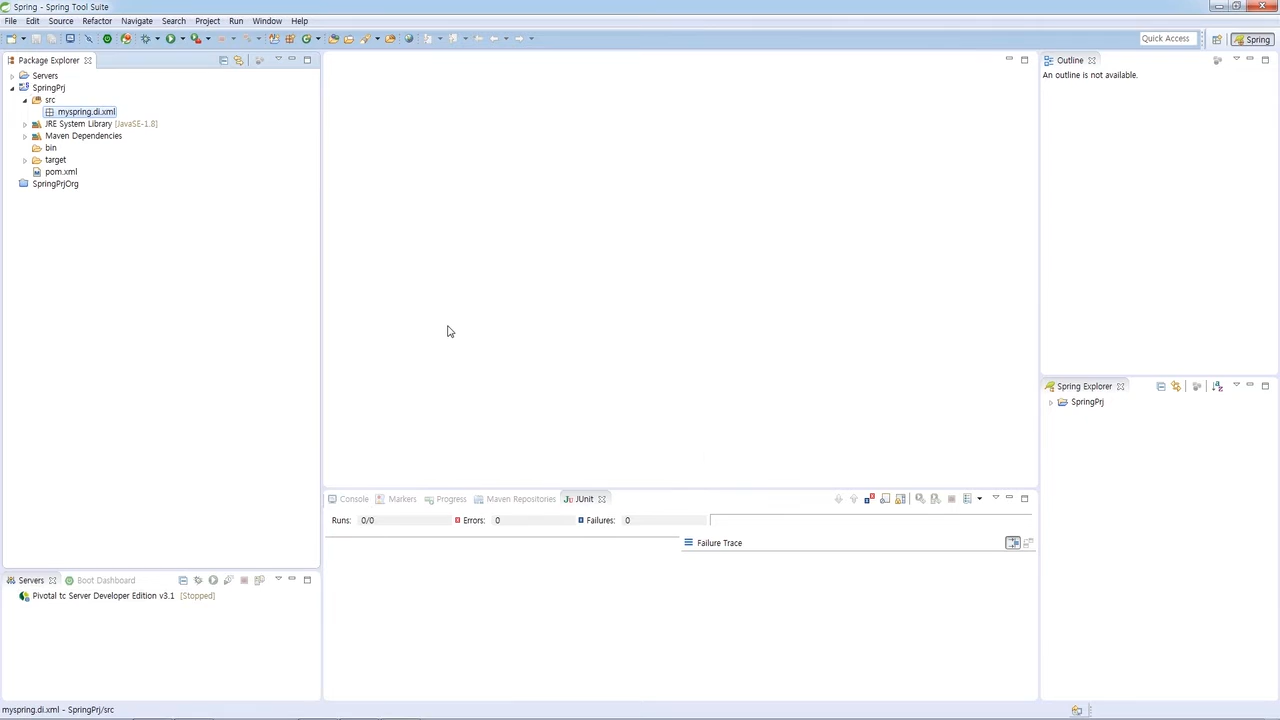 Spring - Spring Tool Suite
File Edit Source Refactor Navigate Search Project Run Window Help
Quick Access
Spring
Package Explorer
Servers
SpringPrj
src
myspring.di.xml
JRE System Library [JavaSE-1.8]
Maven Dependencies
bin
target
pom.xml
SpringPrjOrg
Outline
An outline is not available.
Spring Explorer
SpringPrj
Console Markers Progress Maven Repositories JUnit
Runs: 0/0 Errors: 0 Failures: 0
Failure Trace
Servers Boot Dashboard
Pivotal tc Server Developer Edition v3.1 [Stopped]
myspring.di.xml - SpringPrj/src